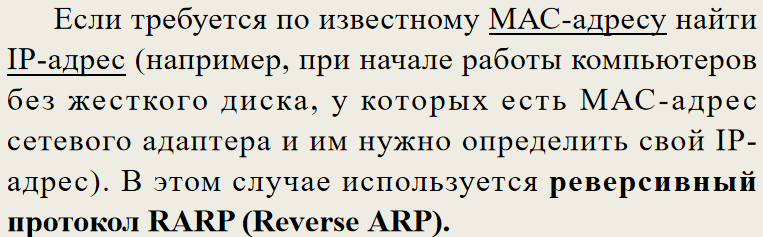 Если требуется по известному MAC-адресу найти
IP-адрес (например, при начале работы компьютеров
без жесткого диска, у которых есть MAC-адрес
сетевого адаптера и им нужно определить свой IP-
адрес). В этом случае используется реверсивный
протокол RARP (Reverse ARP).